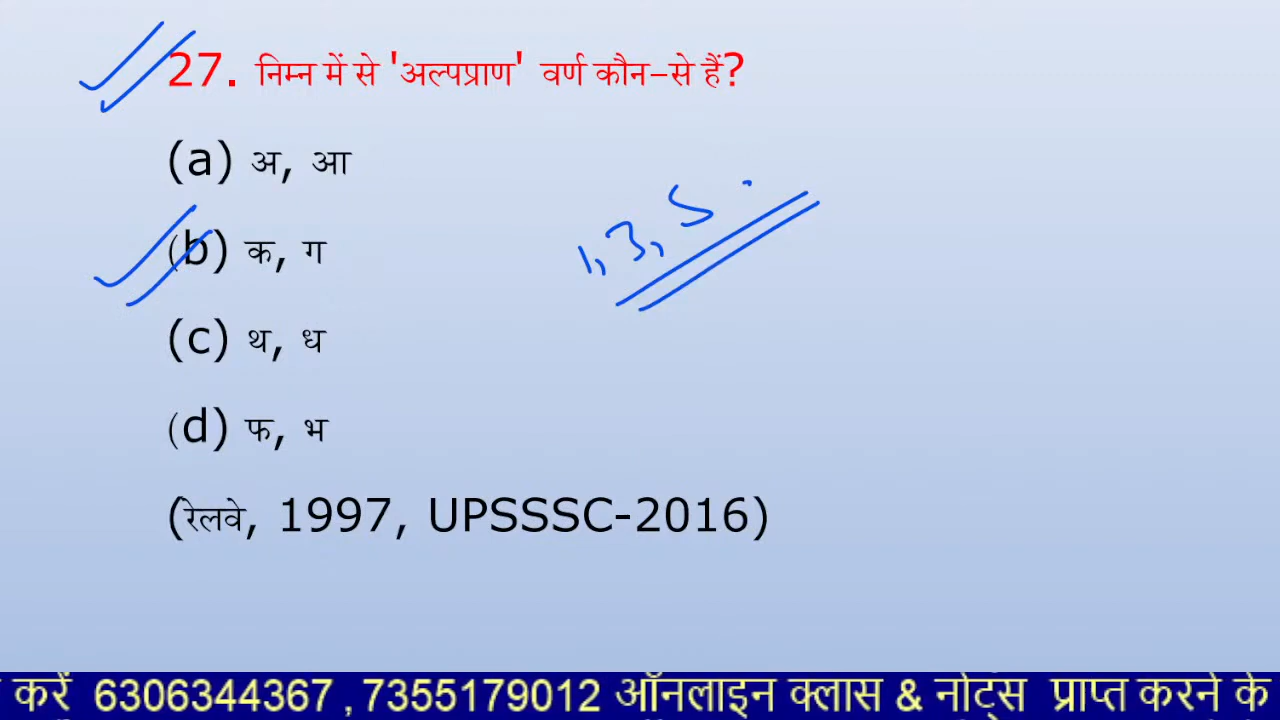 27. निम्न में से 'अल्पप्राण' वर्ण कौन-से हैं?
(a) अ, आ
(b) क, ग
1, 3, 5
(c) थ, ध
(d) फ, भ
(रेलवे, 1997, UPSSSC-2016)
करें 6306344367 ,7355179012 ऑनलाइन क्लास & नोट्स प्राप्त करने के